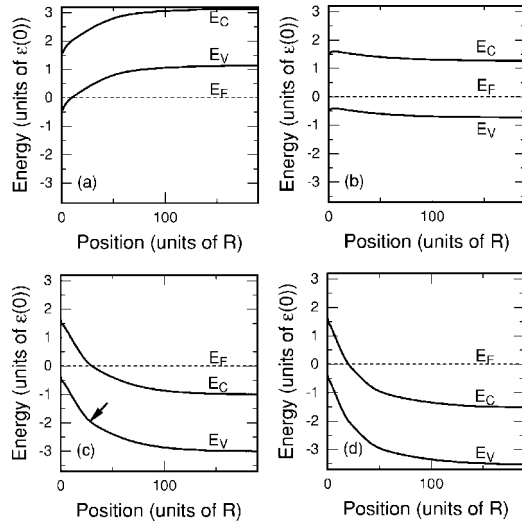 Energy (units of ε(0))
3
2
1
0
-1
-2
-3
E_C
E_V
E_F
(a)
0
100
Position (units of R)
Energy (units of ε(0))
3
2
1
0
-1
-2
-3
E_C
E_F
E_V
(b)
0
100
Position (units of R)
Energy (units of ε(0))
3
2
1
0
-1
-2
-3
E_F
E_C
E_V
(c)
0
100
Position (units of R)
Energy (units of ε(0))
3
2
1
0
-1
-2
-3
E_F
E_C
E_V
(d)
0
100
Position (units of R)